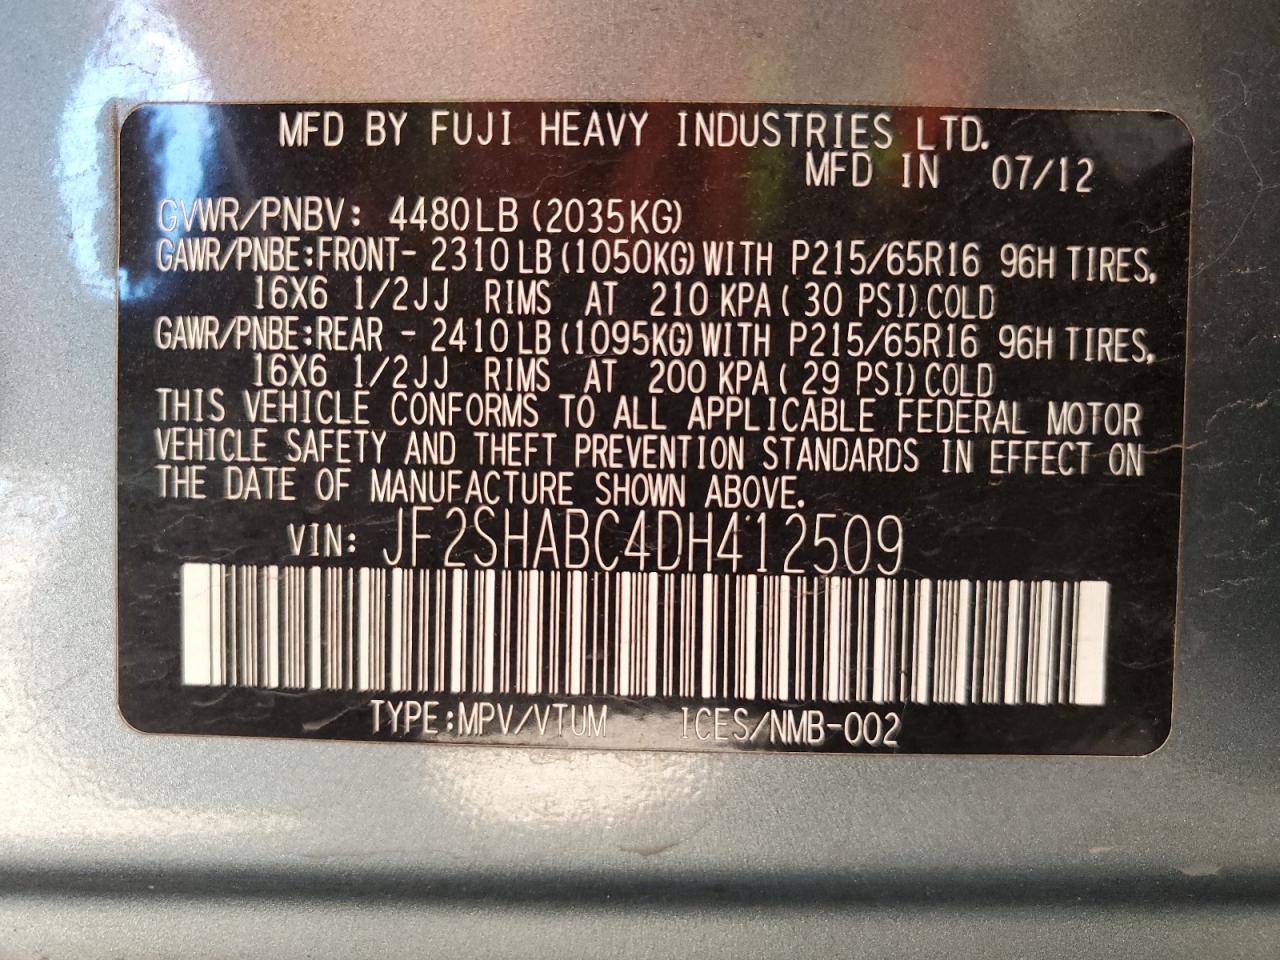 MFD BY FUJI HEAVY INDUSTRIES LTD.
MFD IN 07/12
GVWR/PNBV: 4480LB (2035KG)
GAWR/PNBE:FRONT- 2310 LB (1050KG) WITH P215/65R16 96H TIRES,
16X6 1/2JJ RIMS AT 210 KPA ( 30 PSI) COLD
GAWR/PNBE:REAR - 2410 LB (1095KG) WITH P215/65R16 96H TIRES,
16X6 1/2JJ RIMS AT 200 KPA ( 29 PSI) COLD
THIS VEHICLE CONFORMS TO ALL APPLICABLE FEDERAL MOTOR
VEHICLE SAFETY AND THEFT PREVENTION STANDARDS IN EFFECT ON
THE DATE OF MANUFACTURE SHOWN ABOVE.
VIN: JF2SHABC4DH412509
TYPE:MPV/VTUM ICES/NMB-002